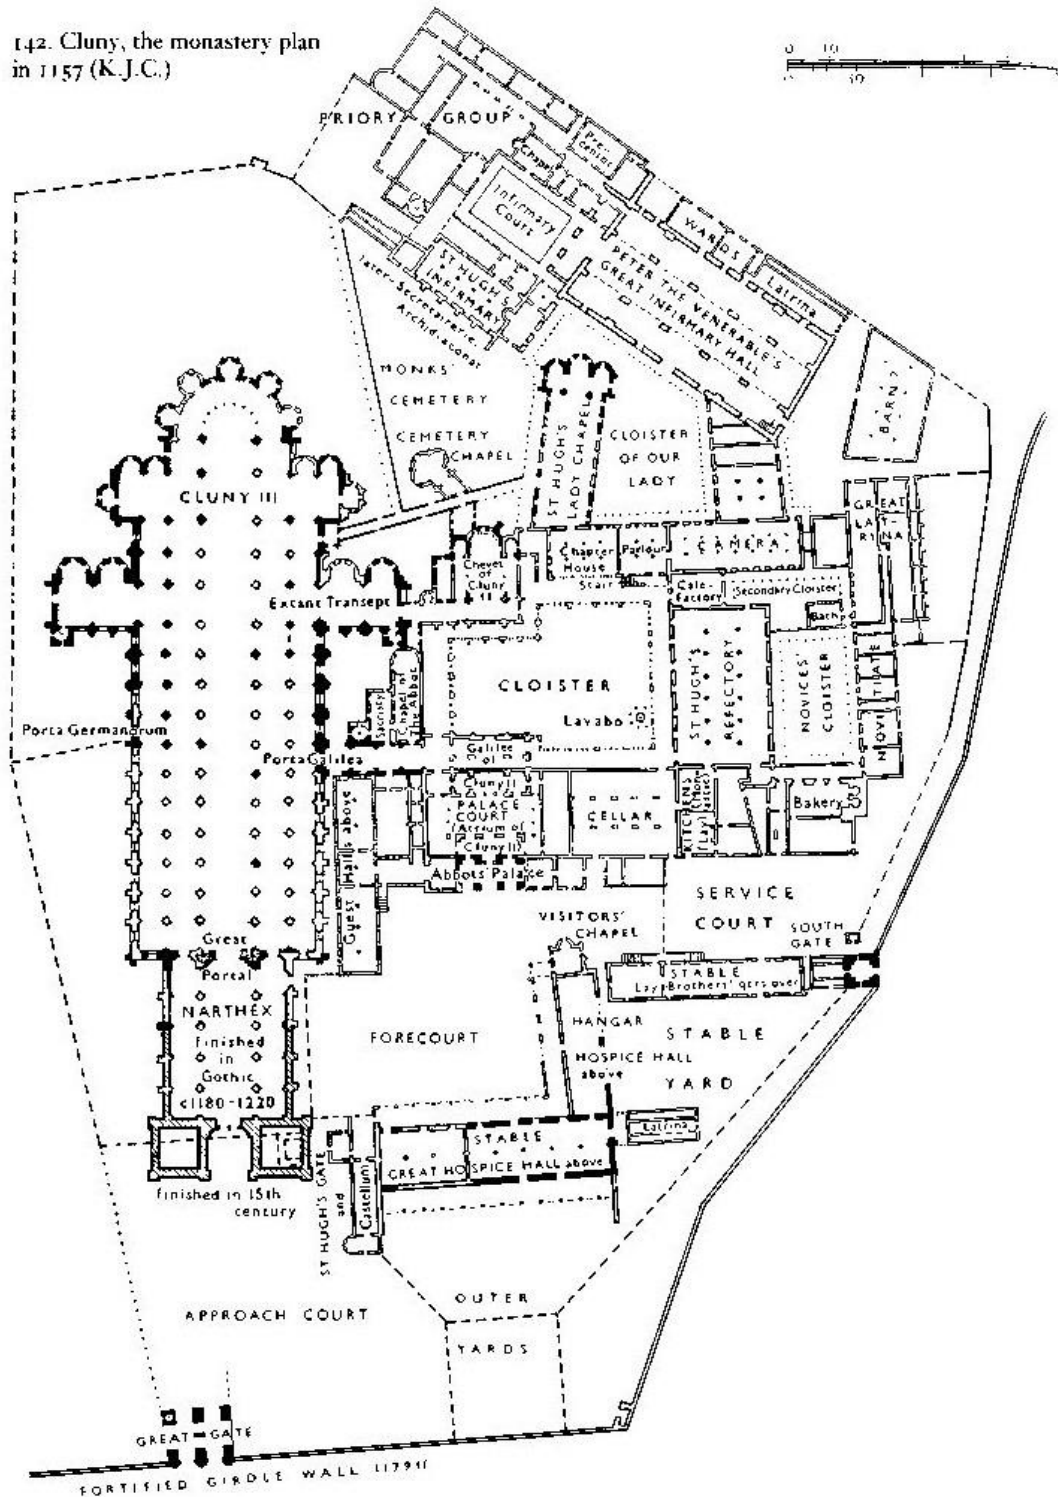 142. Cluny, the monastery plan
in 1157 (K.J.C.)
0 10
PRIORY GROUP
Chapel
Pre-
centor
Infirmary
Court
WARDS
Latrina
ST HUGH'S
INFIRMARY
later-Secretairerie
Archidiaconat
PETER THE VENERABLE'S
GREAT INFIRMARY HALL
BARN?
MONKS'
CEMETERY
CEMETERY
CHAPEL
ST HUGH'S
LADY CHAPEL
CLOISTER
OF OUR
LADY
CLUNY III
Chevet
of
Cluny
II
Chapter
House
Parlour
Stair
CAMERA
GREAT
LATRINA
Extant Transept
Cale-
factory
Secondary Cloister
Bath
CLOISTER
Lavabo
ST HUGH'S
REFECTORY
NOVICES
CLOISTER
NOVITIATE
Sacristy
Chapel of
The Abbot
Porta Germanorum
Porta Galilea
Galilee
of
Cluny II
PALACE
COURT
(Atrium of
Cluny II)
CELLAR
KITCHENS
(Lay)
Bakery
Guest Halls above
Abbots' Palace
SERVICE
COURT
VISITORS'
CHAPEL
SOUTH
GATE
Great
Portal
STABLE
Lay Brothers' qers over
NARTHEX
Finished
in
Gothic
c1180-1220
FORECOURT
HANGAR
HOSPICE HALL
above
STABLE
YARD
Latrina
STABLE
GREAT HOSPICE HALL above
Finished in 15th
century
ST HUGH'S GATE
and
Castellum
APPROACH COURT
OUTER
YARDS
GREAT GATE
FORTIFIED GIRDLE WALL (1179)